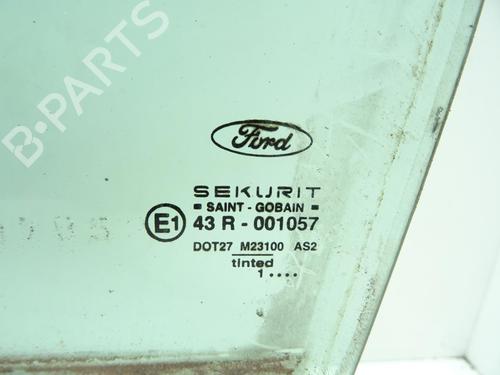 B-PARTS
Ford
SEKURIT
SAINT - GOBAIN
E1 43 R - 001057
DOT27 M23100 AS2
tinted
1 ....